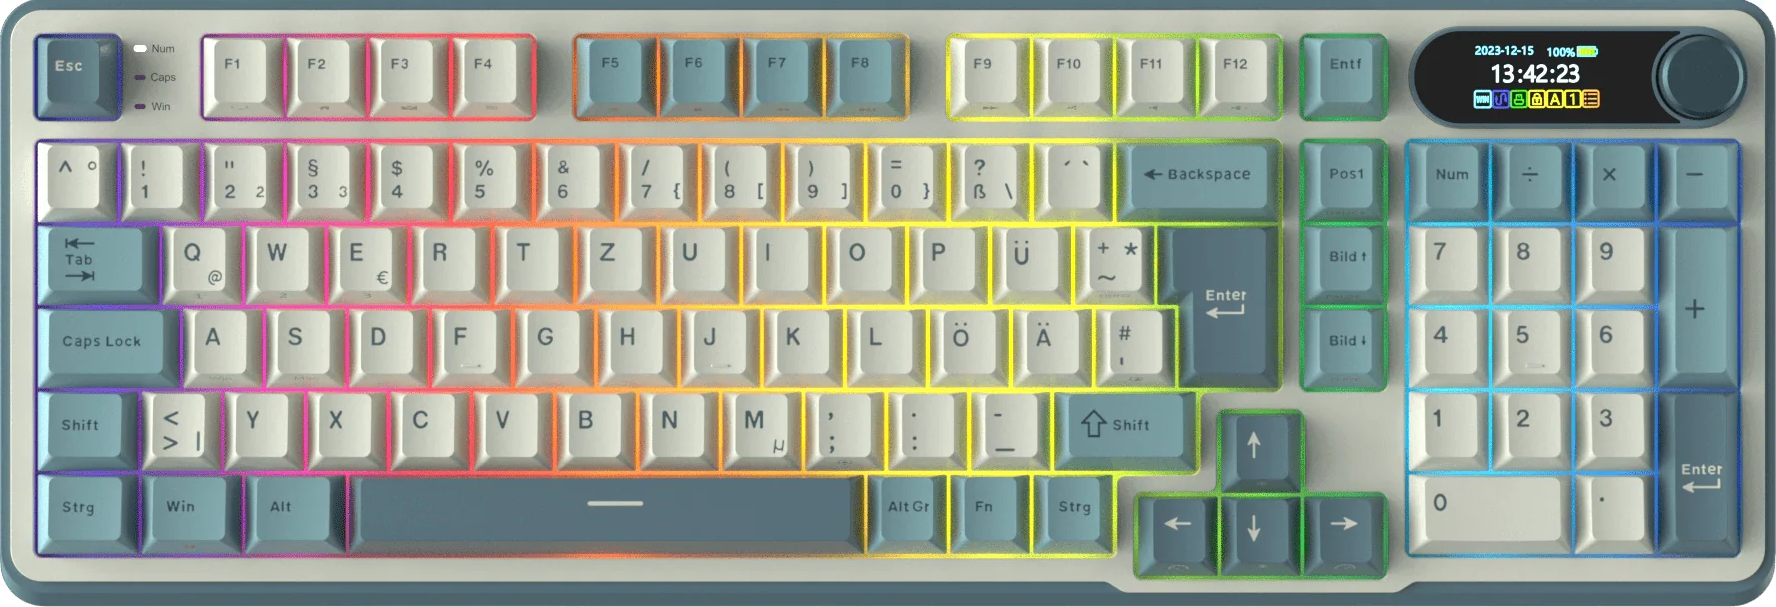 Esc
Num
Caps
Win
F1 F2 F3 F4 F5 F6 F7 F8 F9 F10 F11 F12 Entf
2023-12-15 100%
13:42:23
WIN A 1
^ ° ! 1 " 2 2 § 3 3 $ 4 % 5 & 6 / 7 { ( 8 [ ) 9 ] = 0 } ? ß \ ´ ` ← Backspace Pos1 Num ÷ × −
Tab Q @ W E € R T Z U I O P Ü + * ~ Enter Bild ↑ 7 8 9 +
Caps Lock A S D F G H J K L Ö Ä # ' Bild ↓ 4 5 6
Shift < > | Y X C V B N M µ , ; : : - _ Shift ↑ 1 2 3 Enter
Strg Win Alt Alt Gr Fn Strg ← ↓ → 0 .